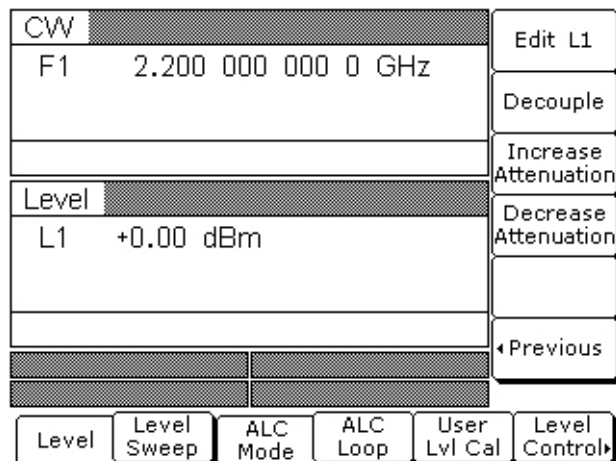 CW
F1 2.200 000 000 0 GHz
Level
L1 +0.00 dBm
Edit L1
Decouple
Increase
Attenuation
Decrease
Attenuation
Previous
Level
Level
Sweep
ALC
Mode
ALC
Loop
User
Lvl Cal
Level
Control